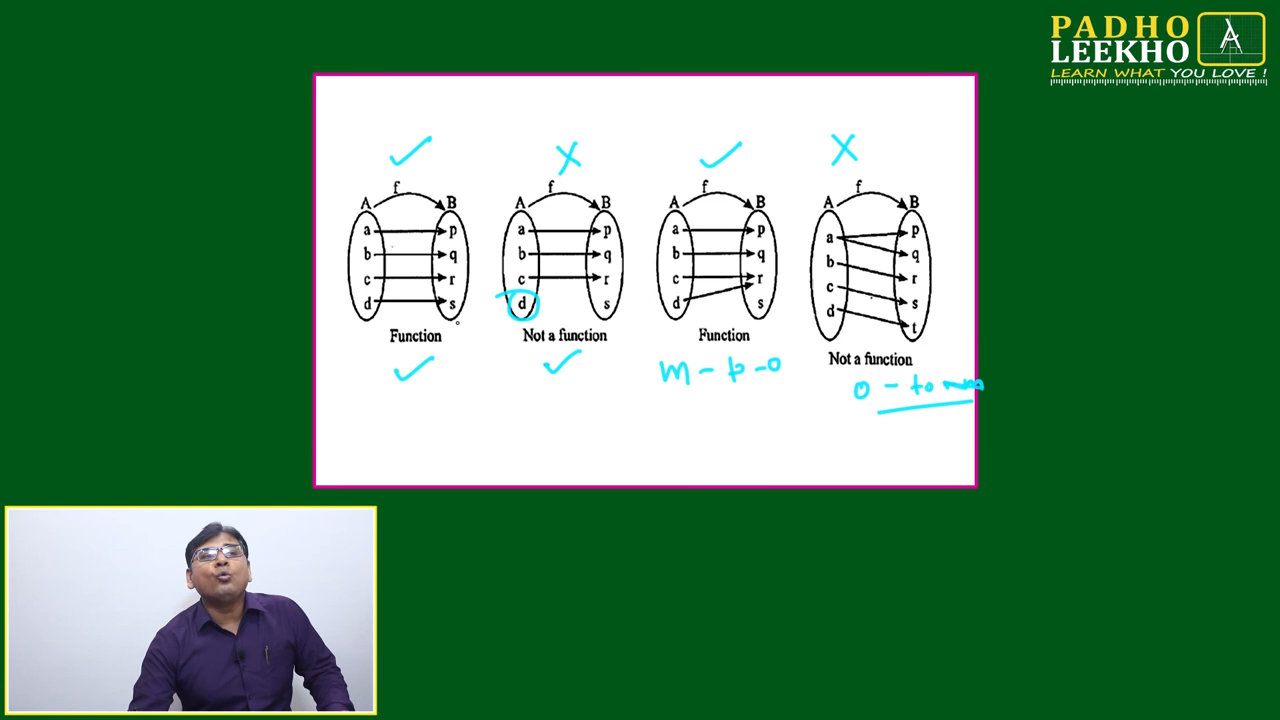 PADHO
LEEKHO
LEARN WHAT YOU LOVE !
f
A B
a p
b q
c r
d s
Function
f
A B
a p
b q
c r
d s
Not a function
f
A B
a p
b q
c r
d s
Function
m - p - o
f
A B
a p
b q
c r
d s
t
Not a function
o - to